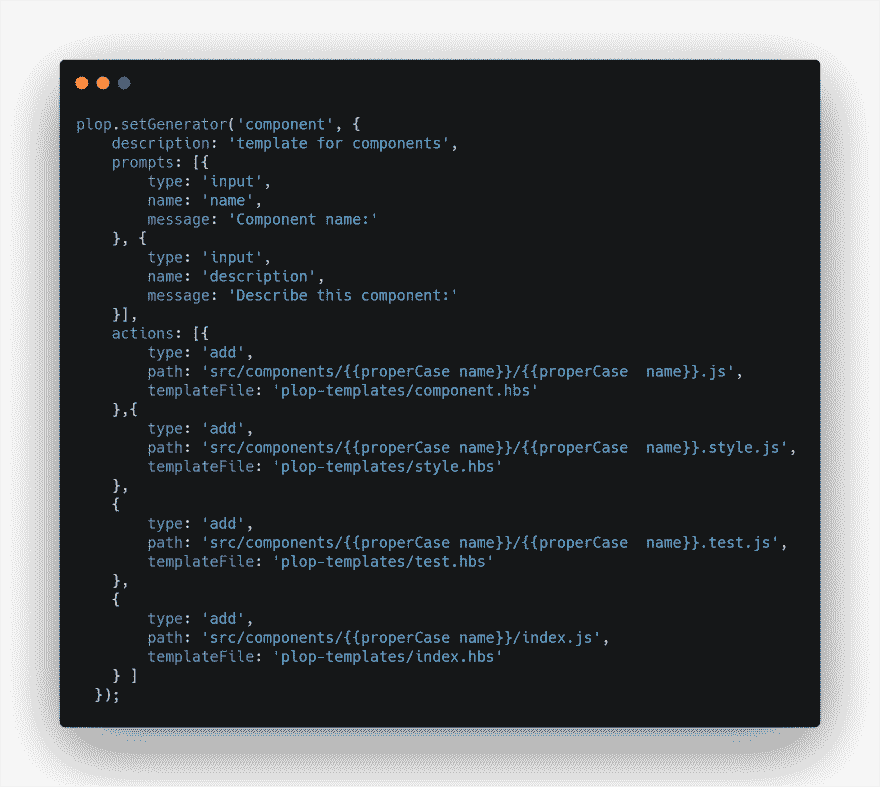 plop.setGenerator('component', {
    description: 'template for components',
    prompts: [{
        type: 'input',
        name: 'name',
        message: 'Component name:'
    }, {
        type: 'input',
        name: 'description',
        message: 'Describe this component:'
    }],
    actions: [{
        type: 'add',
        path: 'src/components/{{properCase name}}/{{properCase  name}}.js',
        templateFile: 'plop-templates/component.hbs'
    },{
        type: 'add',
        path: 'src/components/{{properCase name}}/{{properCase  name}}.style.js',
        templateFile: 'plop-templates/style.hbs'
    },
    {
        type: 'add',
        path: 'src/components/{{properCase name}}/{{properCase  name}}.test.js',
        templateFile: 'plop-templates/test.hbs'
    },
    {
        type: 'add',
        path: 'src/components/{{properCase name}}/index.js',
        templateFile: 'plop-templates/index.hbs'
    } ]
  });